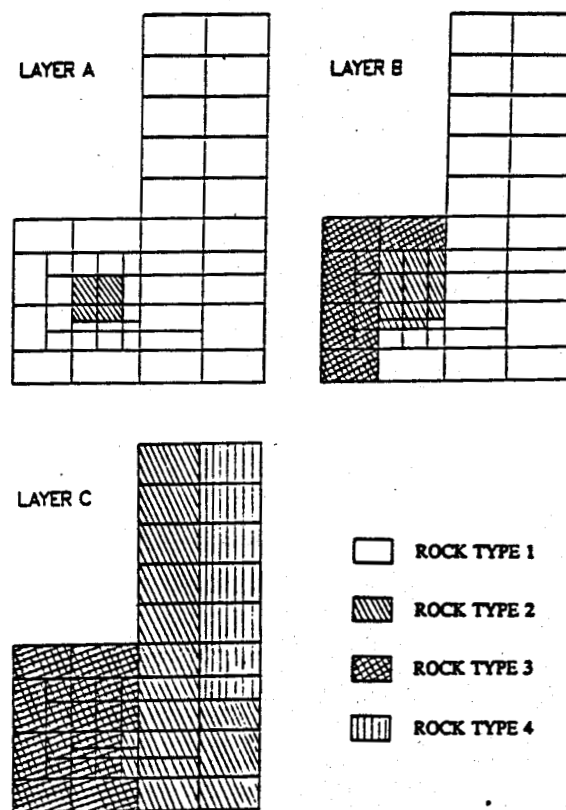 LAYER A
LAYER B
LAYER C
ROCK TYPE 1
ROCK TYPE 2
ROCK TYPE 3
ROCK TYPE 4